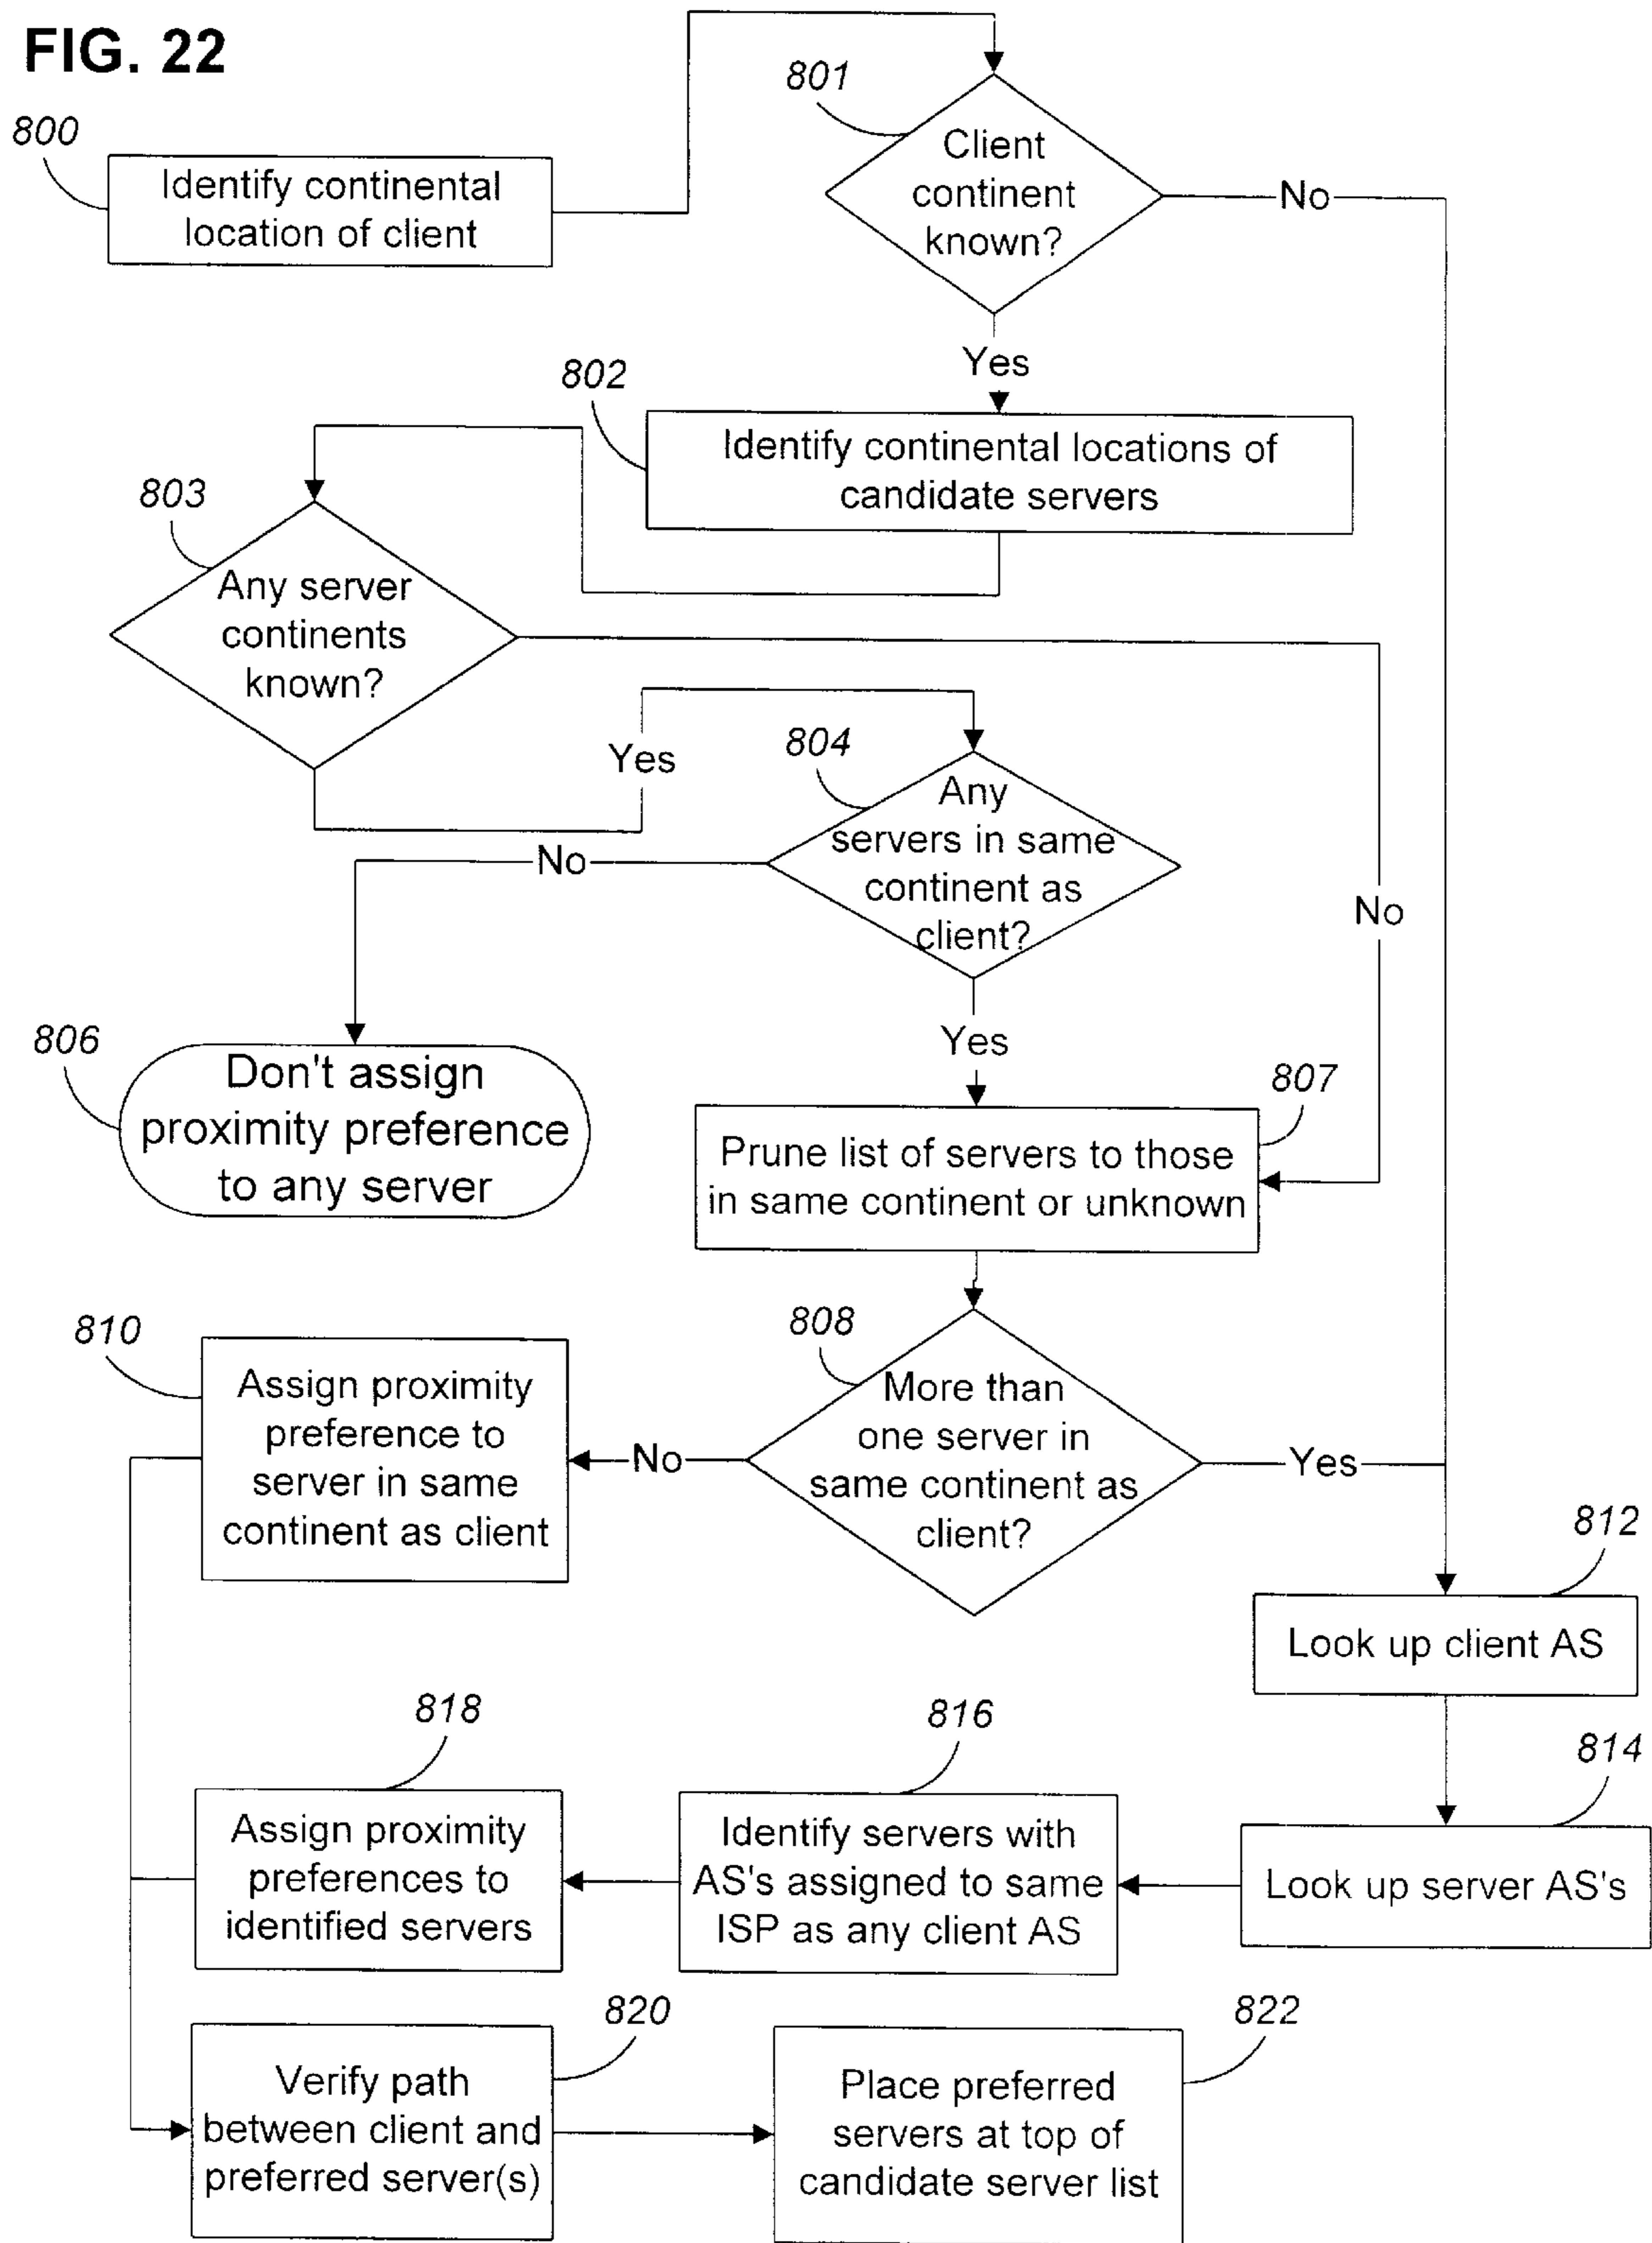 FIG. 22
800
Identify continental
location of client
801
Client
continent
known?
No
Yes
802
Identify continental locations of
candidate servers
803
Any server
continents
known?
Yes
No
804
Any
servers in same
continent as
client?
No
Yes
806
Don't assign
proximity preference
to any server
807
Prune list of servers to those
in same continent or unknown
808
More than
one server in
same continent as
client?
No
Yes
810
Assign proximity
preference to
server in same
continent as client
812
Look up client AS
814
Look up server AS's
816
Identify servers with
AS's assigned to same
ISP as any client AS
818
Assign proximity
preferences to
identified servers
820
Verify path
between client and
preferred server(s)
822
Place preferred
servers at top of
candidate server list